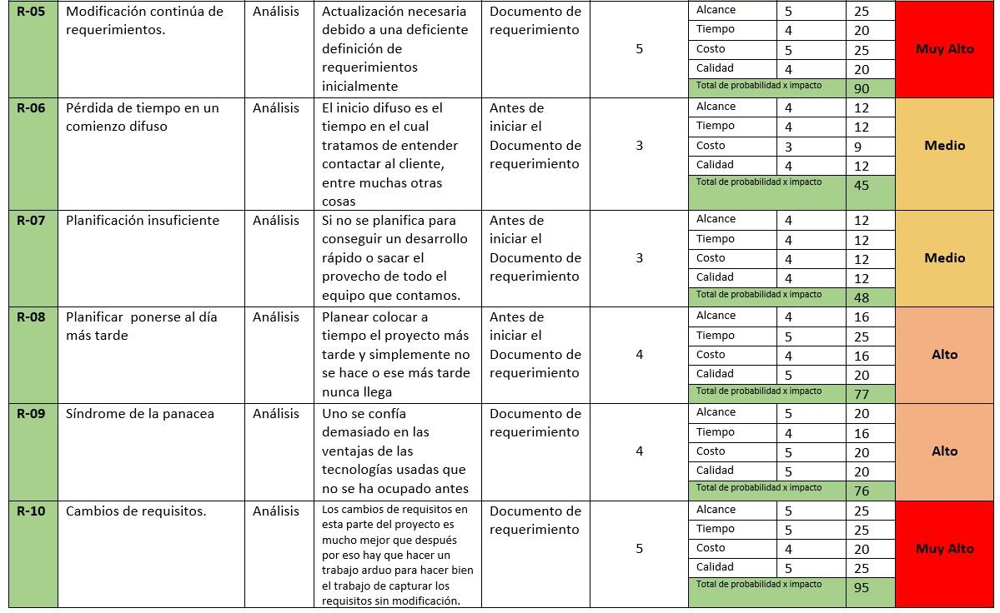 R-05
Modificación continúa de
requerimientos.
Análisis
Actualización necesaria
debido a una deficiente
definición de
requerimientos
inicialmente
Documento de
requerimiento
5
Alcance 5 25
Tiempo 4 20
Costo 5 25
Calidad 4 20
Total de probabilidad x impacto 90
Muy Alto
R-06
Pérdida de tiempo en un
comienzo difuso
Análisis
El inicio difuso es el
tiempo en el cual
tratamos de entender
contactar al cliente,
entre muchas otras
cosas
Antes de
iniciar el
Documento de
requerimiento
3
Alcance 4 12
Tiempo 4 12
Costo 3 9
Calidad 4 12
Total de probabilidad x impacto 45
Medio
R-07
Planificación insuficiente
Análisis
Si no se planifica para
conseguir un desarrollo
rápido o sacar el
provecho de todo el
equipo que contamos.
Antes de
iniciar el
Documento de
requerimiento
3
Alcance 4 12
Tiempo 4 12
Costo 4 12
Calidad 4 12
Total de probabilidad x impacto 48
Medio
R-08
Planificar ponerse al día
más tarde
Análisis
Planear colocar a
tiempo el proyecto más
tarde y simplemente no
se hace o ese más tarde
nunca llega
Antes de
iniciar el
Documento de
requerimiento
4
Alcance 4 16
Tiempo 5 25
Costo 4 16
Calidad 5 20
Total de probabilidad x impacto 77
Alto
R-09
Síndrome de la panacea
Análisis
Uno se confía
demasiado en las
ventajas de las
tecnologías usadas que
no se ha ocupado antes
Documento de
requerimiento
4
Alcance 5 20
Tiempo 4 16
Costo 5 20
Calidad 5 20
Total de probabilidad x impacto 76
Alto
R-10
Cambios de requisitos.
Análisis
Los cambios de requisitos en
esta parte del proyecto es
mucho mejor que después
por eso hay que hacer un
trabajo arduo para hacer bien
el trabajo de capturar los
requisitos sin modificación.
Documento de
requerimiento
5
Alcance 5 25
Tiempo 5 25
Costo 4 20
Calidad 5 25
Total de probabilidad x impacto 95
Muy Alto